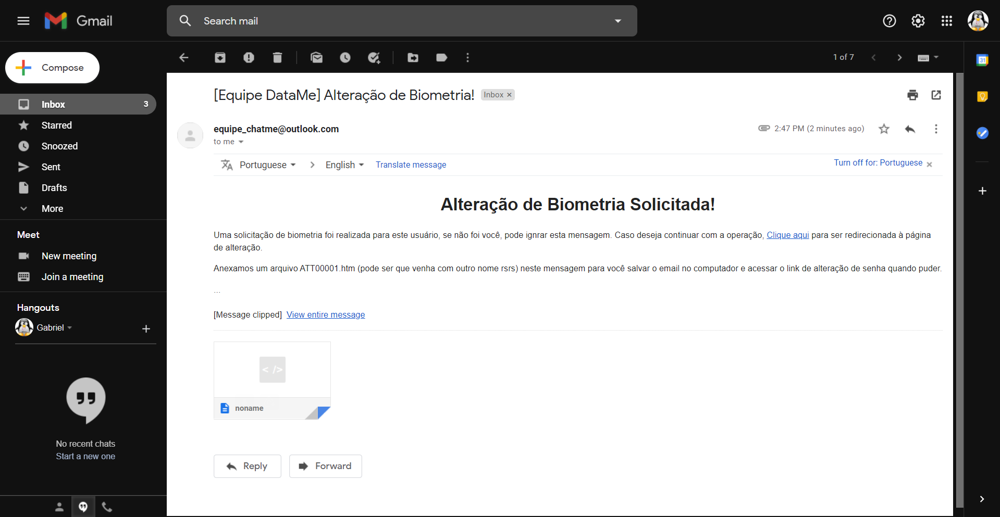 Gmail
Search mail
Compose
1 of 7
31
Inbox 3
Starred
Snoozed
Sent
Drafts
More
Meet
New meeting
Join a meeting
Hangouts
Gabriel
No recent chats
Start a new one
[Equipe DataMe] Alteração de Biometria! Inbox ×
equipe_chatme@outlook.com
2:47 PM (2 minutes ago)
to me
Portuguese > English Translate message
Turn off for: Portuguese ×
Alteração de Biometria Solicitada!
Uma solicitação de biometria foi realizada para este usuário, se não foi você, pode ignrar esta mensagem. Caso deseja continuar com a operação, Clique aqui para ser redirecionada à página
de alteração.
Anexamos um arquivo ATT00001.htm (pode ser que venha com outro nome rsrs) neste mensagem para você salvar o email no computador e acessar o link de alteração de senha quando puder.
...
[Message clipped] View entire message
< />
noname
Reply
Forward